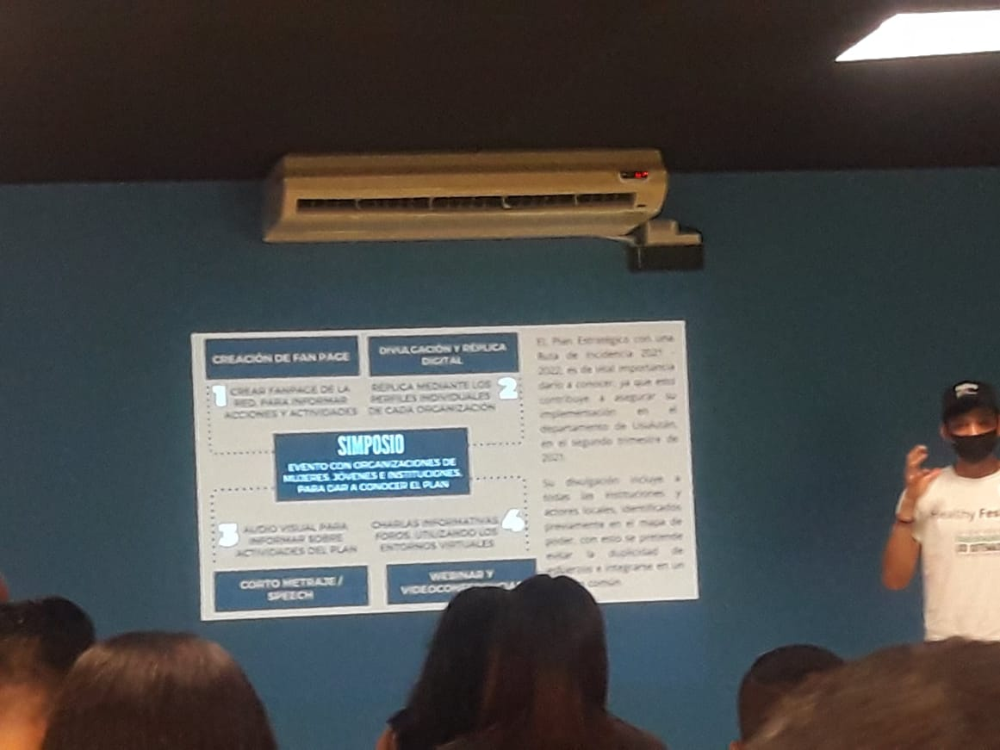 CREACIÓN DE FAN PAGE
1
CREAR FANPAGE DE LA
RED, PARA INFORMAR
ACCIONES Y ACTIVIDADES
DIVULGACIÓN Y RÉPLICA
DIGITAL
2
RÉPLICA MEDIANTE LOS
PERFILES INDIVIDUALES
DE CADA ORGANIZACIÓN
SIMPOSIO
EVENTO CON ORGANIZACIONES DE
MUJERES, JÓVENES E INSTITUCIONES,
PARA DAR A CONOCER EL PLAN
3
AUDIO VISUAL PARA
INFORMAR SOBRE
ACTIVIDADES DEL PLAN
CORTO METRAJE /
SPEECH
4
CHARLAS INFORMATIVAS
FOROS, UTILIZANDO LOS
ENTORNOS VIRTUALES
WEBINAR Y
El Plan Estratégico con una
Ruta de Incidencia 2021 -
2022, es de vital importancia
darlo a conocer, ya que esto
contribuye a asegurar su
implementación en el
departamento de Usulután,
en el segundo trimestre de
2021.
Su divulgación incluye a
todas las instituciones y
actores locales, identificados
previamente en el mapa de
poder, con esto se pretende
evitar la duplicidad de
esfuerzos e integrarse en un
común.
Healthy Fes